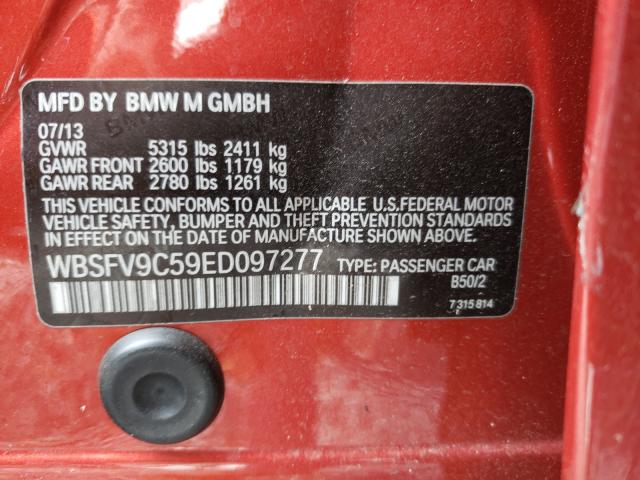 MFD BY BMW M GMBH
07/13
GVWR 5315 lbs 2411 kg
GAWR FRONT 2600 lbs 1179 kg
GAWR REAR 2780 lbs 1261 kg
THIS VEHICLE CONFORMS TO ALL APPLICABLE U.S.FEDERAL MOTOR
VEHICLE SAFETY, BUMPER AND THEFT PREVENTION STANDARDS
IN EFFECT ON THE DATE OF MANUFACTURE SHOWN ABOVE.
WBSFV9C59ED097277 TYPE: PASSENGER CAR
B50/2
7 315 814